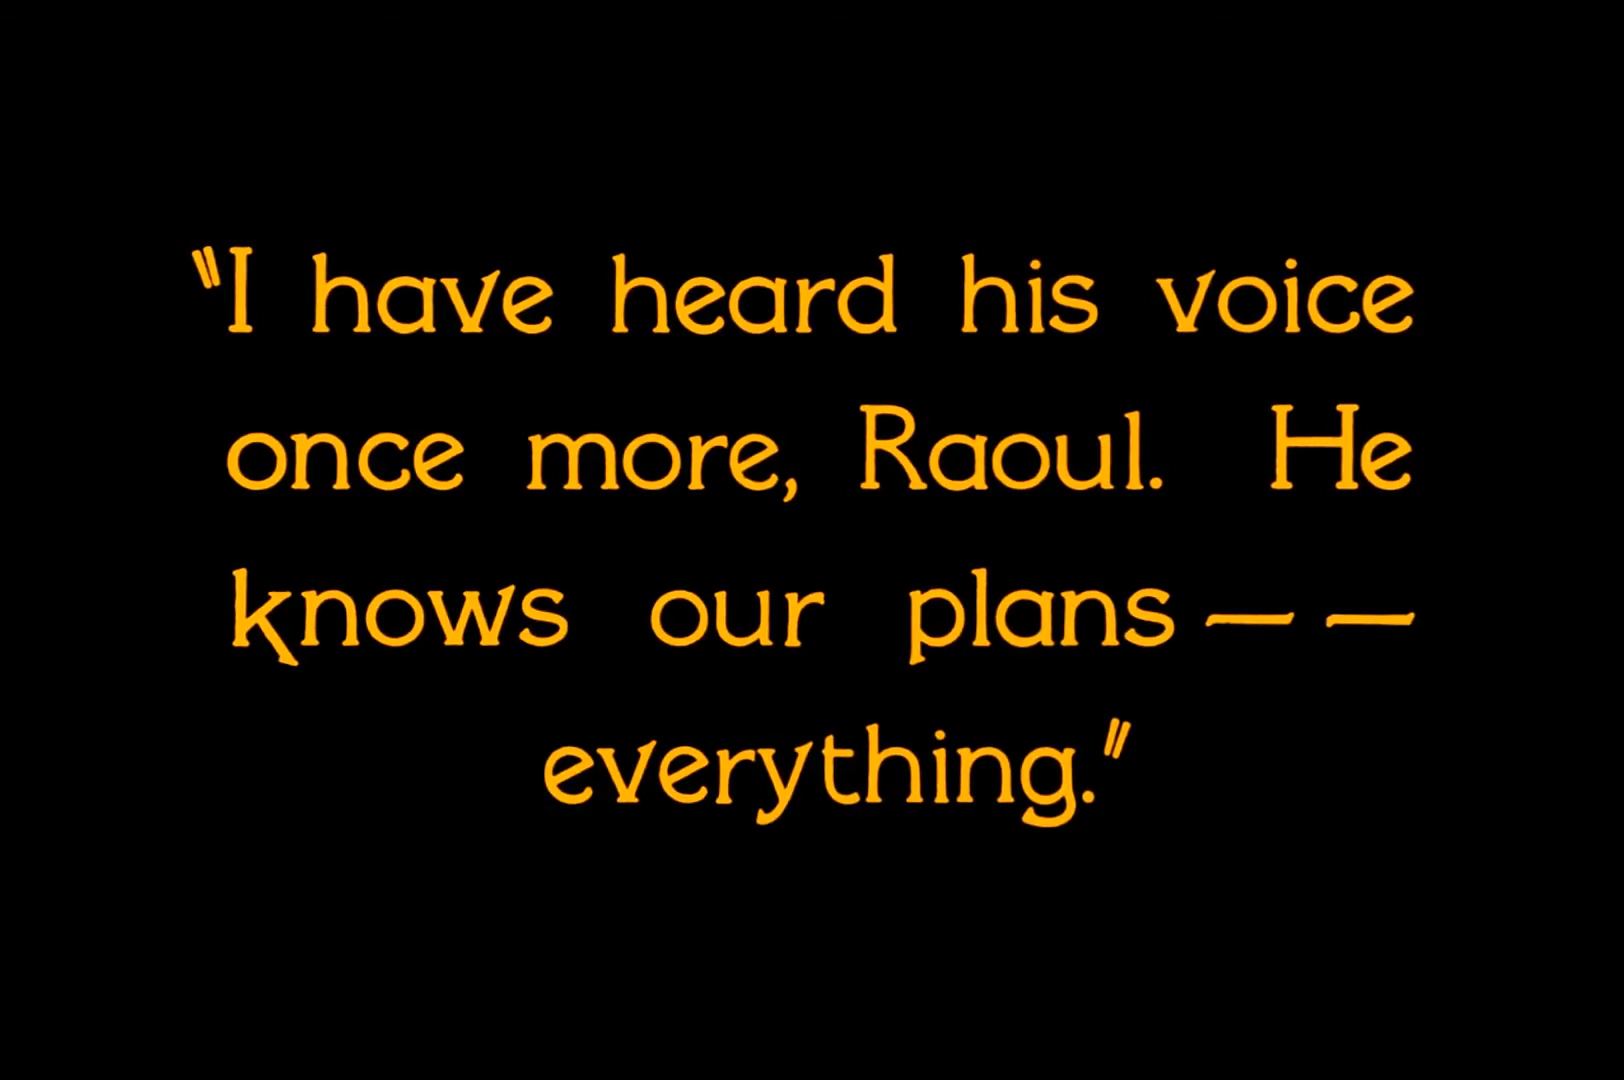 "I have heard his voice
once more, Raoul. He
knows our plans — —
everything."